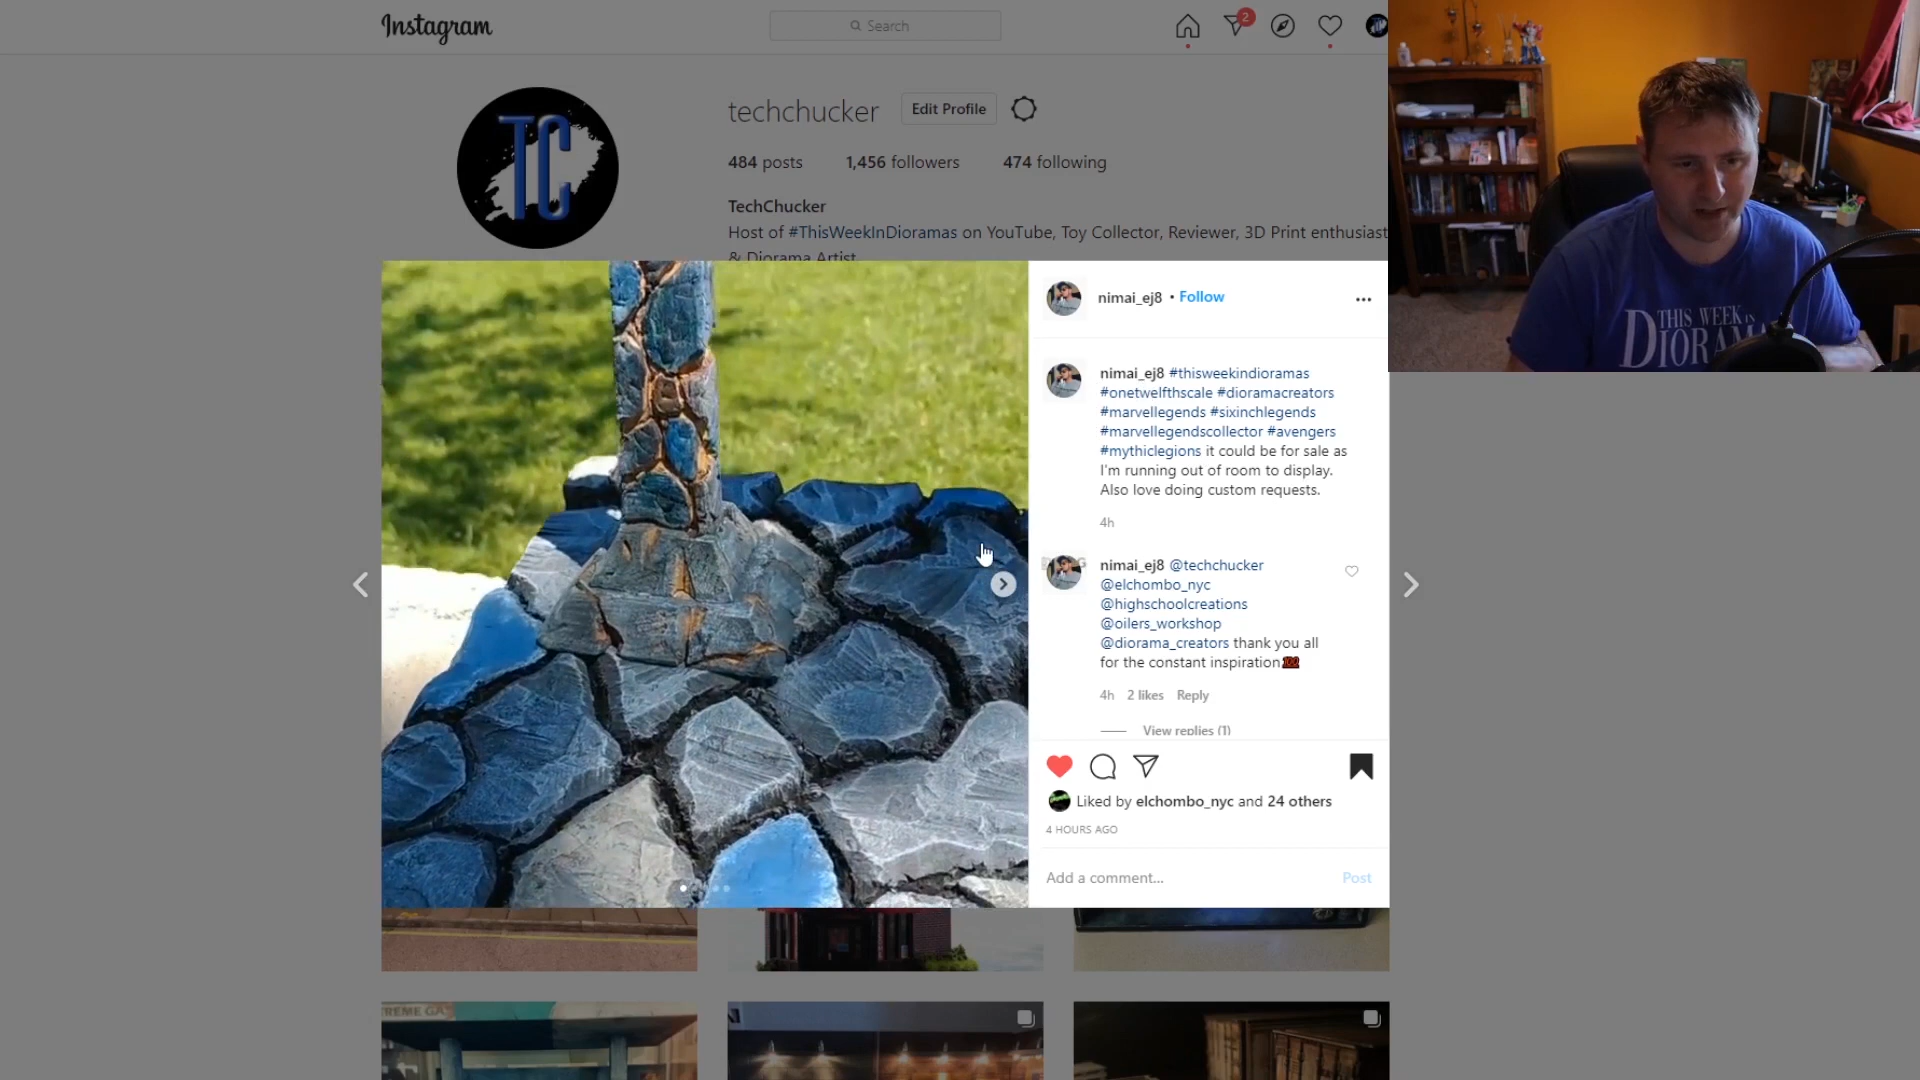 Instagram
Search
2
techchucker Edit Profile
484 posts 1,456 followers 474 following
TechChucker
Host of #ThisWeekInDioramas on YouTube, Toy Collector, Reviewer, 3D Print enthusiast
& Diorama Artist
TC
THIS WEEK IN
DIORAMA
nimai_ej8 • Follow
nimai_ej8 #thisweekindioramas
#onetwelfthscale #dioramacreators
#marvellegends #sixinchlegends
#marvellegendscollector #avengers
#mythiclegions it could be for sale as
I'm running out of room to display.
Also love doing custom requests.
4h
nimai_ej8 @techchucker
@elchombo_nyc
@highschoolcreations
@oilers_workshop
@diorama_creators thank you all
for the constant inspiration💯
4h 2 likes Reply
View replies (1)
Liked by elchombo_nyc and 24 others
4 HOURS AGO
Add a comment... Post